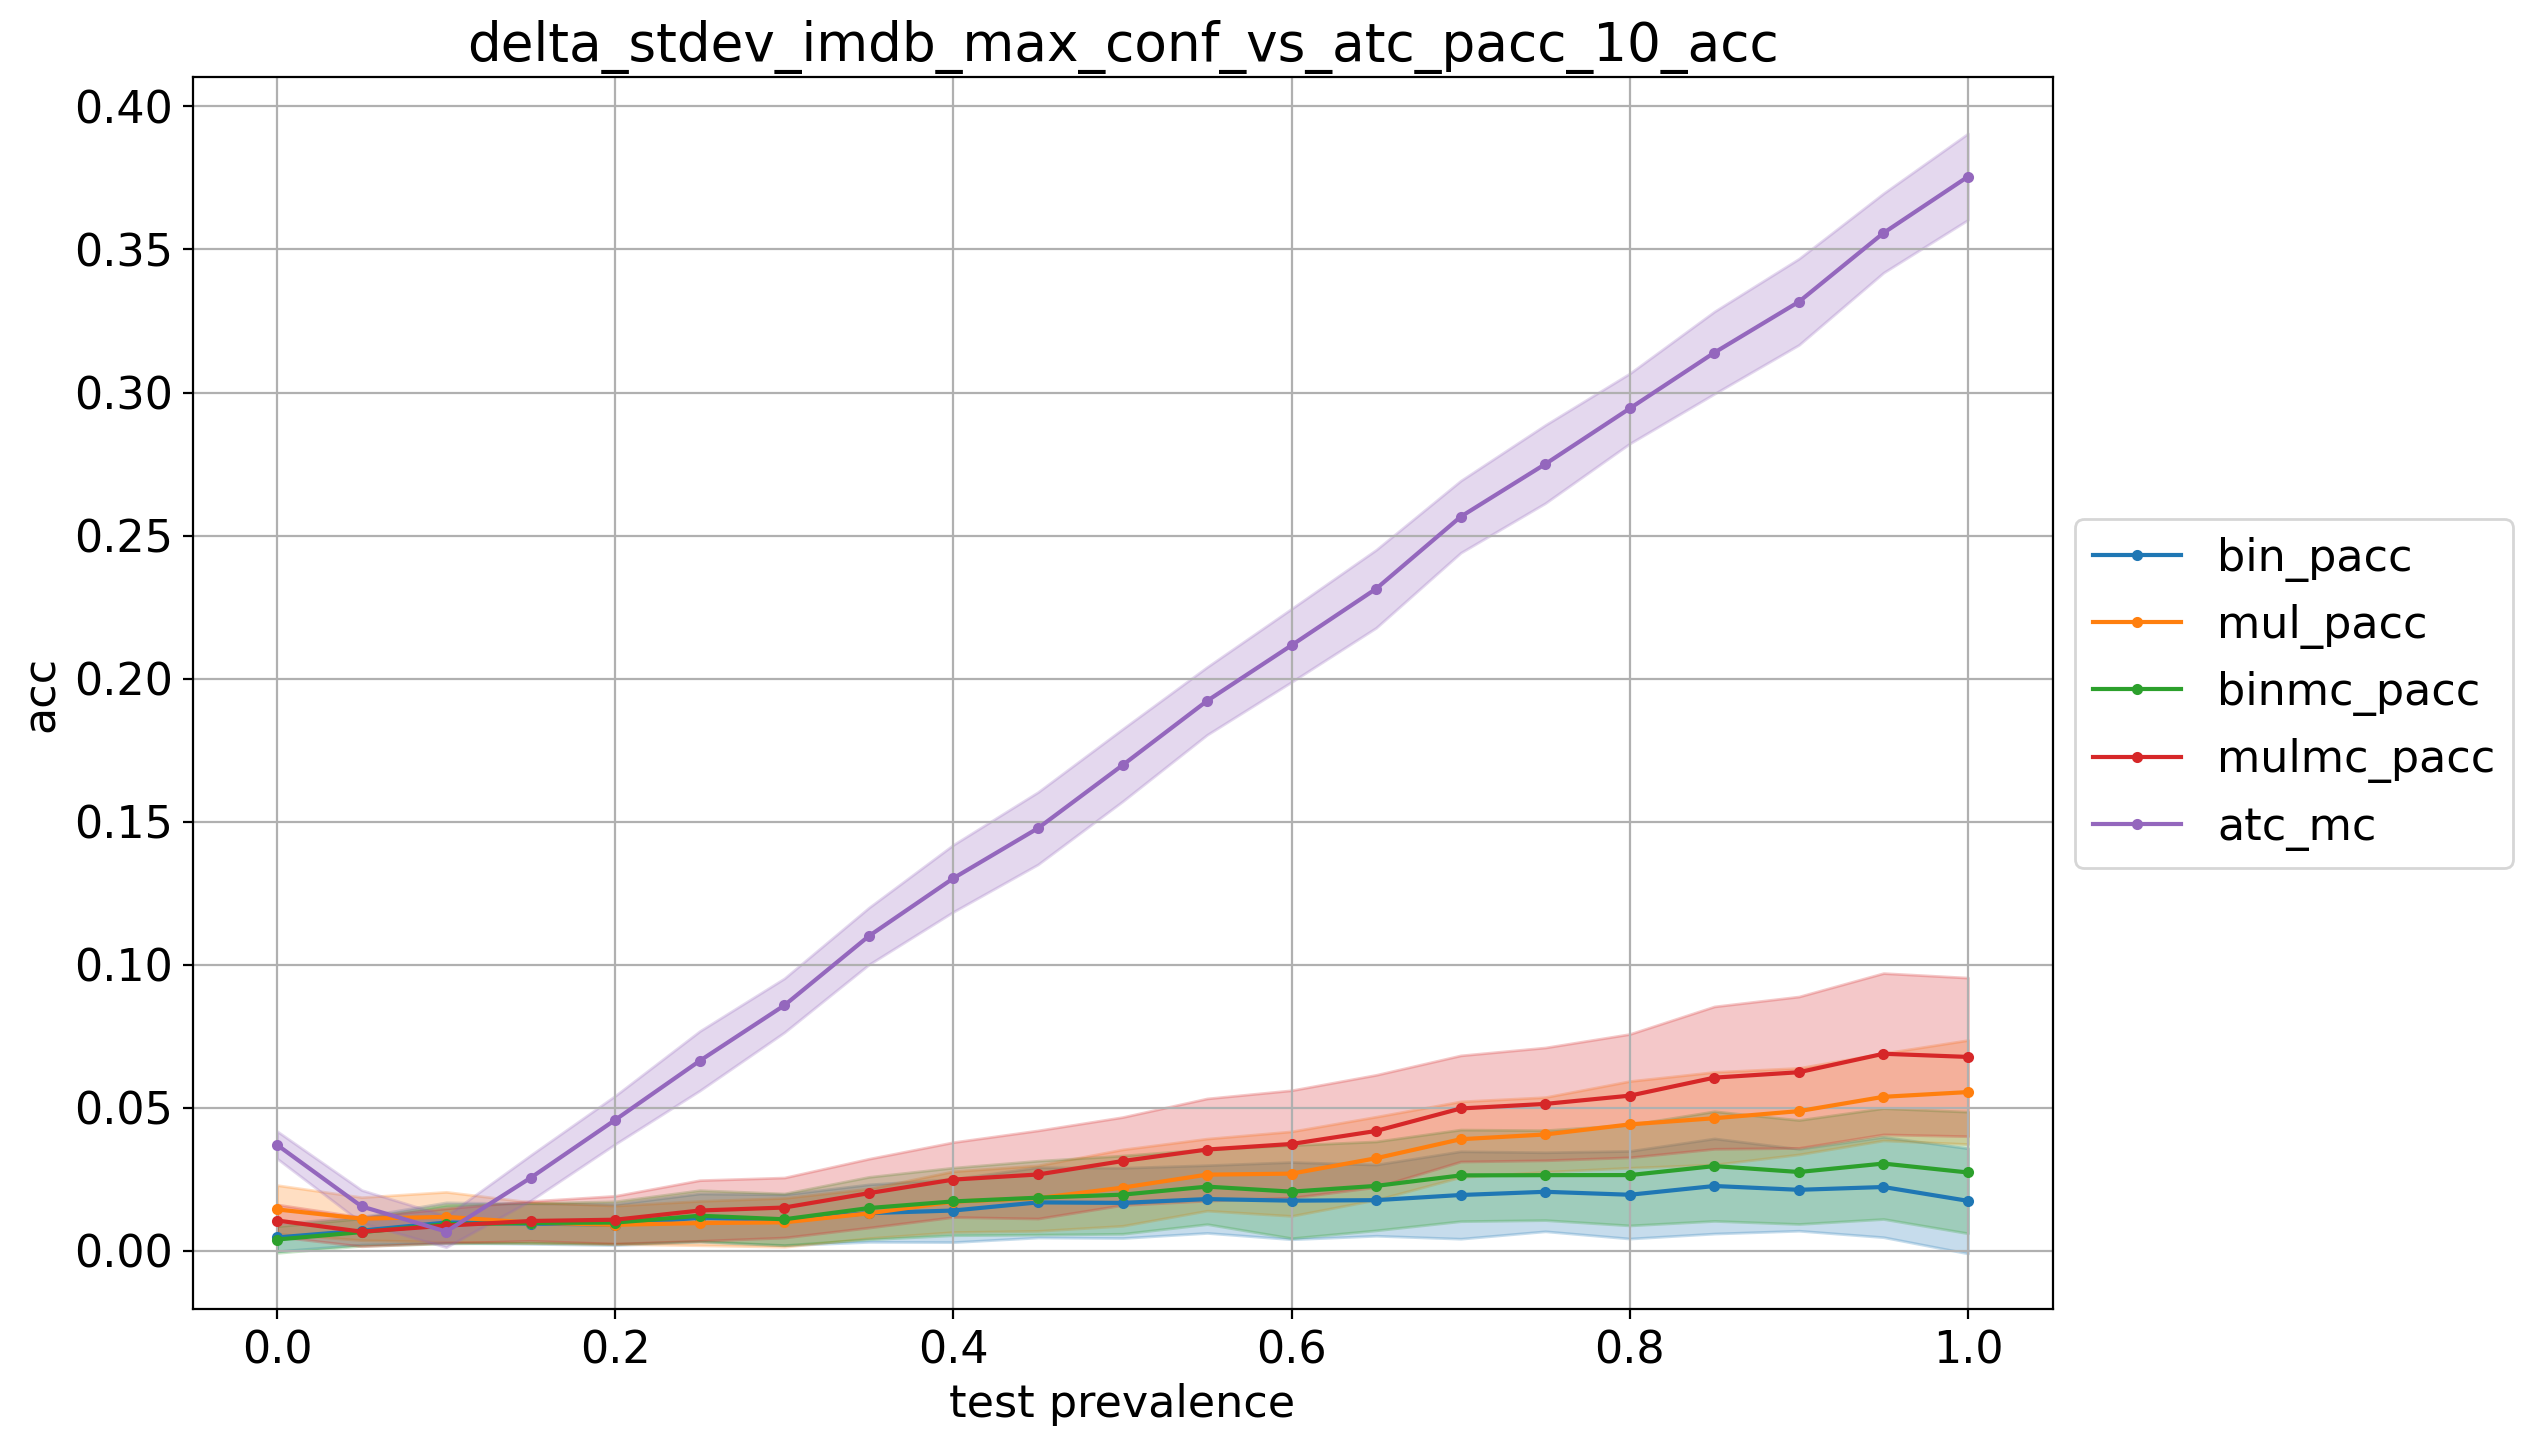 delta_stdev_imdb_max_conf_vs_atc_pacc_10_acc
0.40
0.35
0.30
0.25
0.20
0.15
0.10
0.05
0.00
acc
0.0 0.2 0.4 0.6 0.8 1.0
test prevalence
bin_pacc
mul_pacc
binmc_pacc
mulmc_pacc
atc_mc